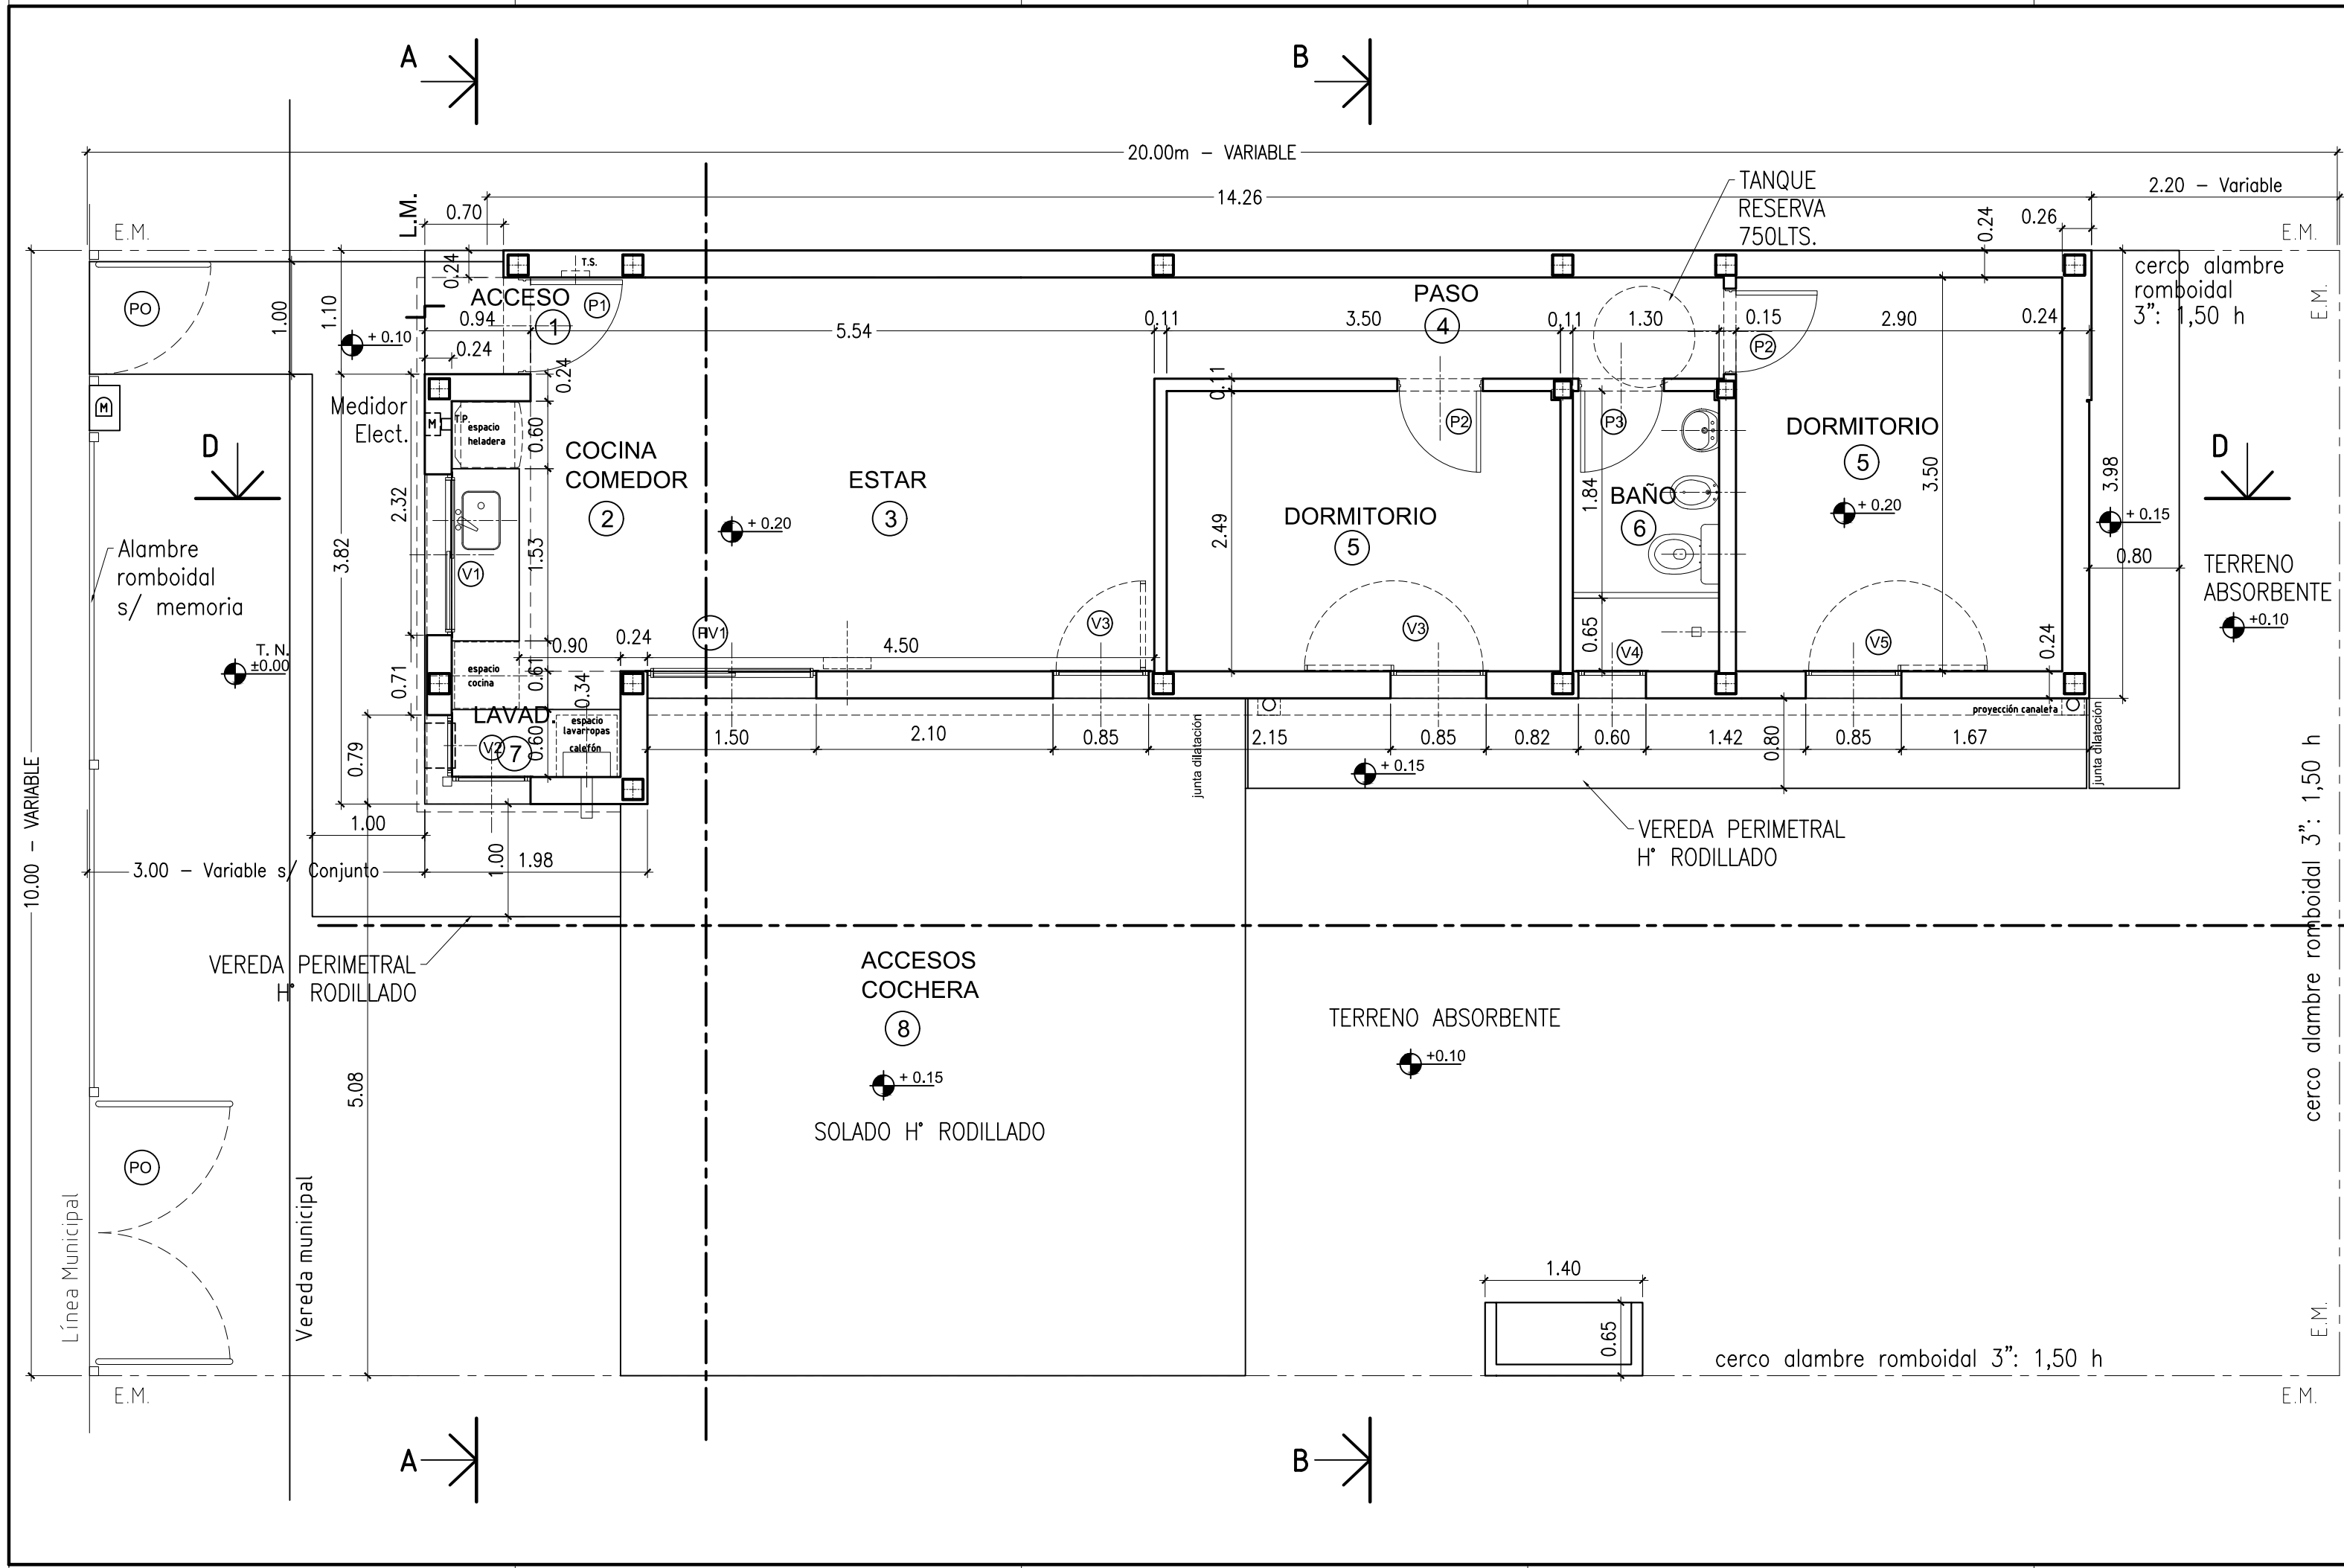 A
B
20.00m - VARIABLE
14.26
2.20 - Variable
TANQUE
RESERVA
750LTS.
L.M.
0.70
0.24
0.26
E.M.
E.M.
0.24
T.S.
cerco alambre
romboidal
3": 1,50 h
E.M.
PO
1.00
1.10
ACCESO
1
P1
PASO
4
+ 0.10
0.94
5.54
0.11
3.50
0.11
1.30
0.15
2.90
0.24
P2
0.24
0.24
0.11
M
Medidor
Elect.
M
T.P.
espacio
heladera
0.60
P2
P3
DORMITORIO
5
+ 0.20
3.50
3.98
D
D
COCINA
COMEDOR
2
ESTAR
3
+ 0.20
2.32
1.84
BAÑO
6
DORMITORIO
5
2.49
+ 0.15
0.80
3.82
1.53
V1
Alambre
romboidal
s/ memoria
TERRENO
ABSORBENTE
+0.10
T. N.
±0.00
0.90
0.24
PV1
4.50
V3
V3
0.65
V4
V5
0.24
0.71
espacio
cocina
0.61
0.34
LAVAD.
7
V2
0.60
espacio
lavarropas
calefón
proyección canaleta
junta dilatación
junta dilatación
1.50
2.10
0.85
2.15
0.85
0.82
0.60
1.42
0.80
0.85
1.67
0.79
+ 0.15
10.00 - VARIABLE
1.00
1.00
1.98
3.00 - Variable s/ Conjunto
VEREDA PERIMETRAL
H° RODILLADO
cerco alambre romboidal 3": 1,50 h
VEREDA PERIMETRAL
H° RODILLADO
ACCESOS
COCHERA
8
+ 0.15
SOLADO H° RODILLADO
TERRENO ABSORBENTE
+0.10
5.08
PO
Línea Municipal
Vereda municipal
1.40
0.65
cerco alambre romboidal 3": 1,50 h
E.M.
E.M.
E.M.
A
B